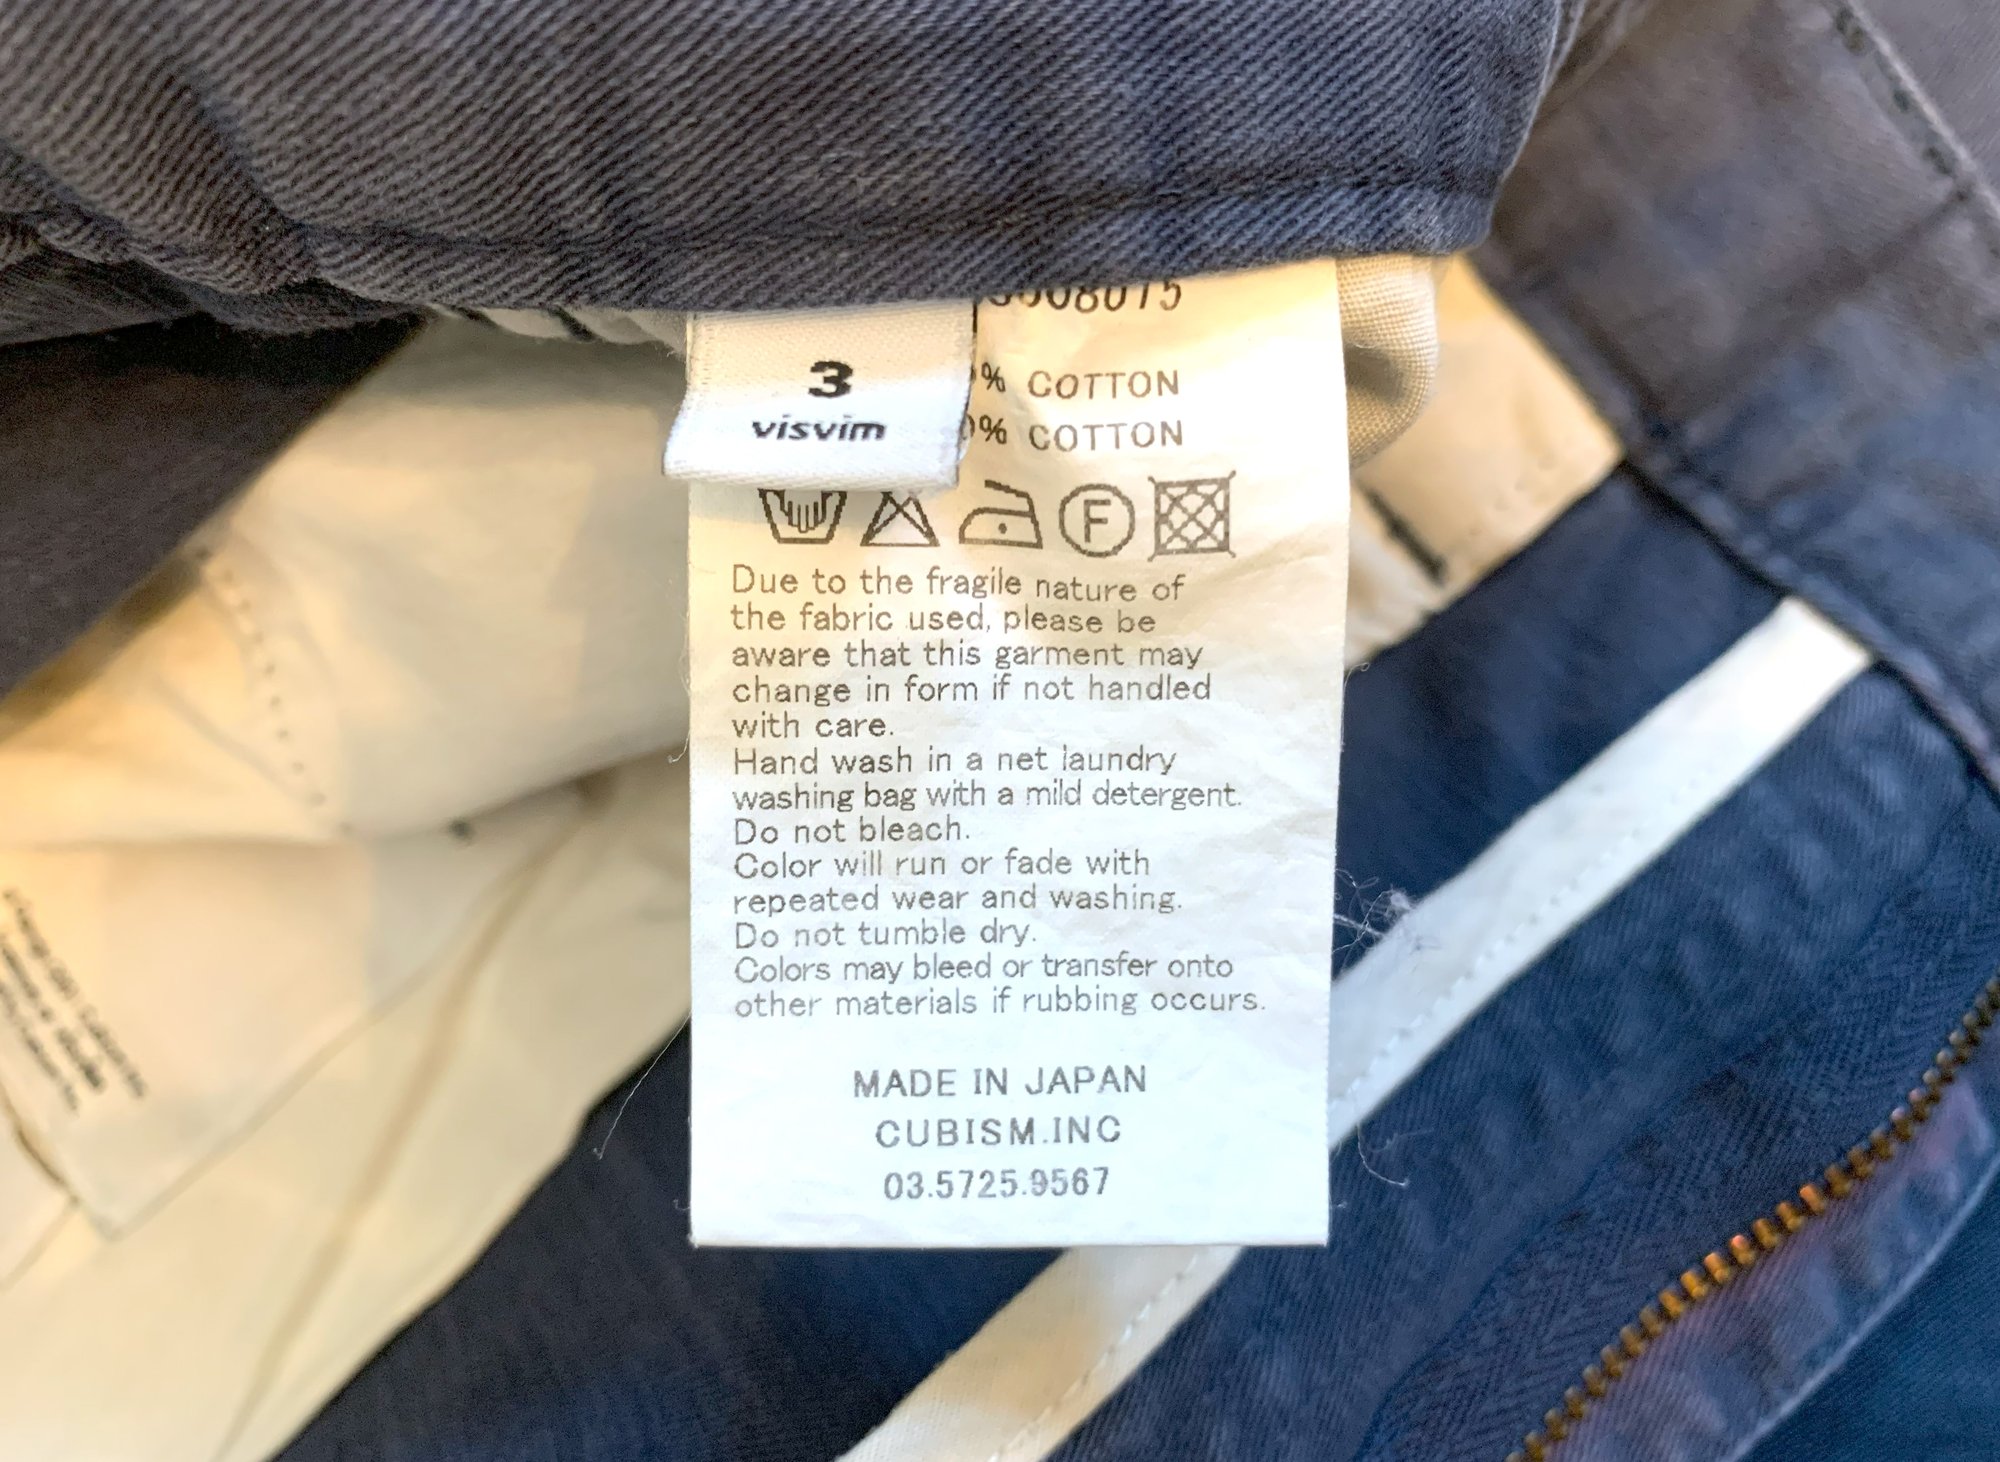 3
visvim
08075
% COTTON
0% COTTON
F
Due to the fragile nature of
the fabric used, please be
aware that this garment may
change in form if not handled
with care.
Hand wash in a net laundry
washing bag with a mild detergent.
Do not bleach.
Color will run or fade with
repeated wear and washing.
Do not tumble dry.
Colors may bleed or transfer onto
other materials if rubbing occurs.
MADE IN JAPAN
CUBISM.INC
03.5725.9567